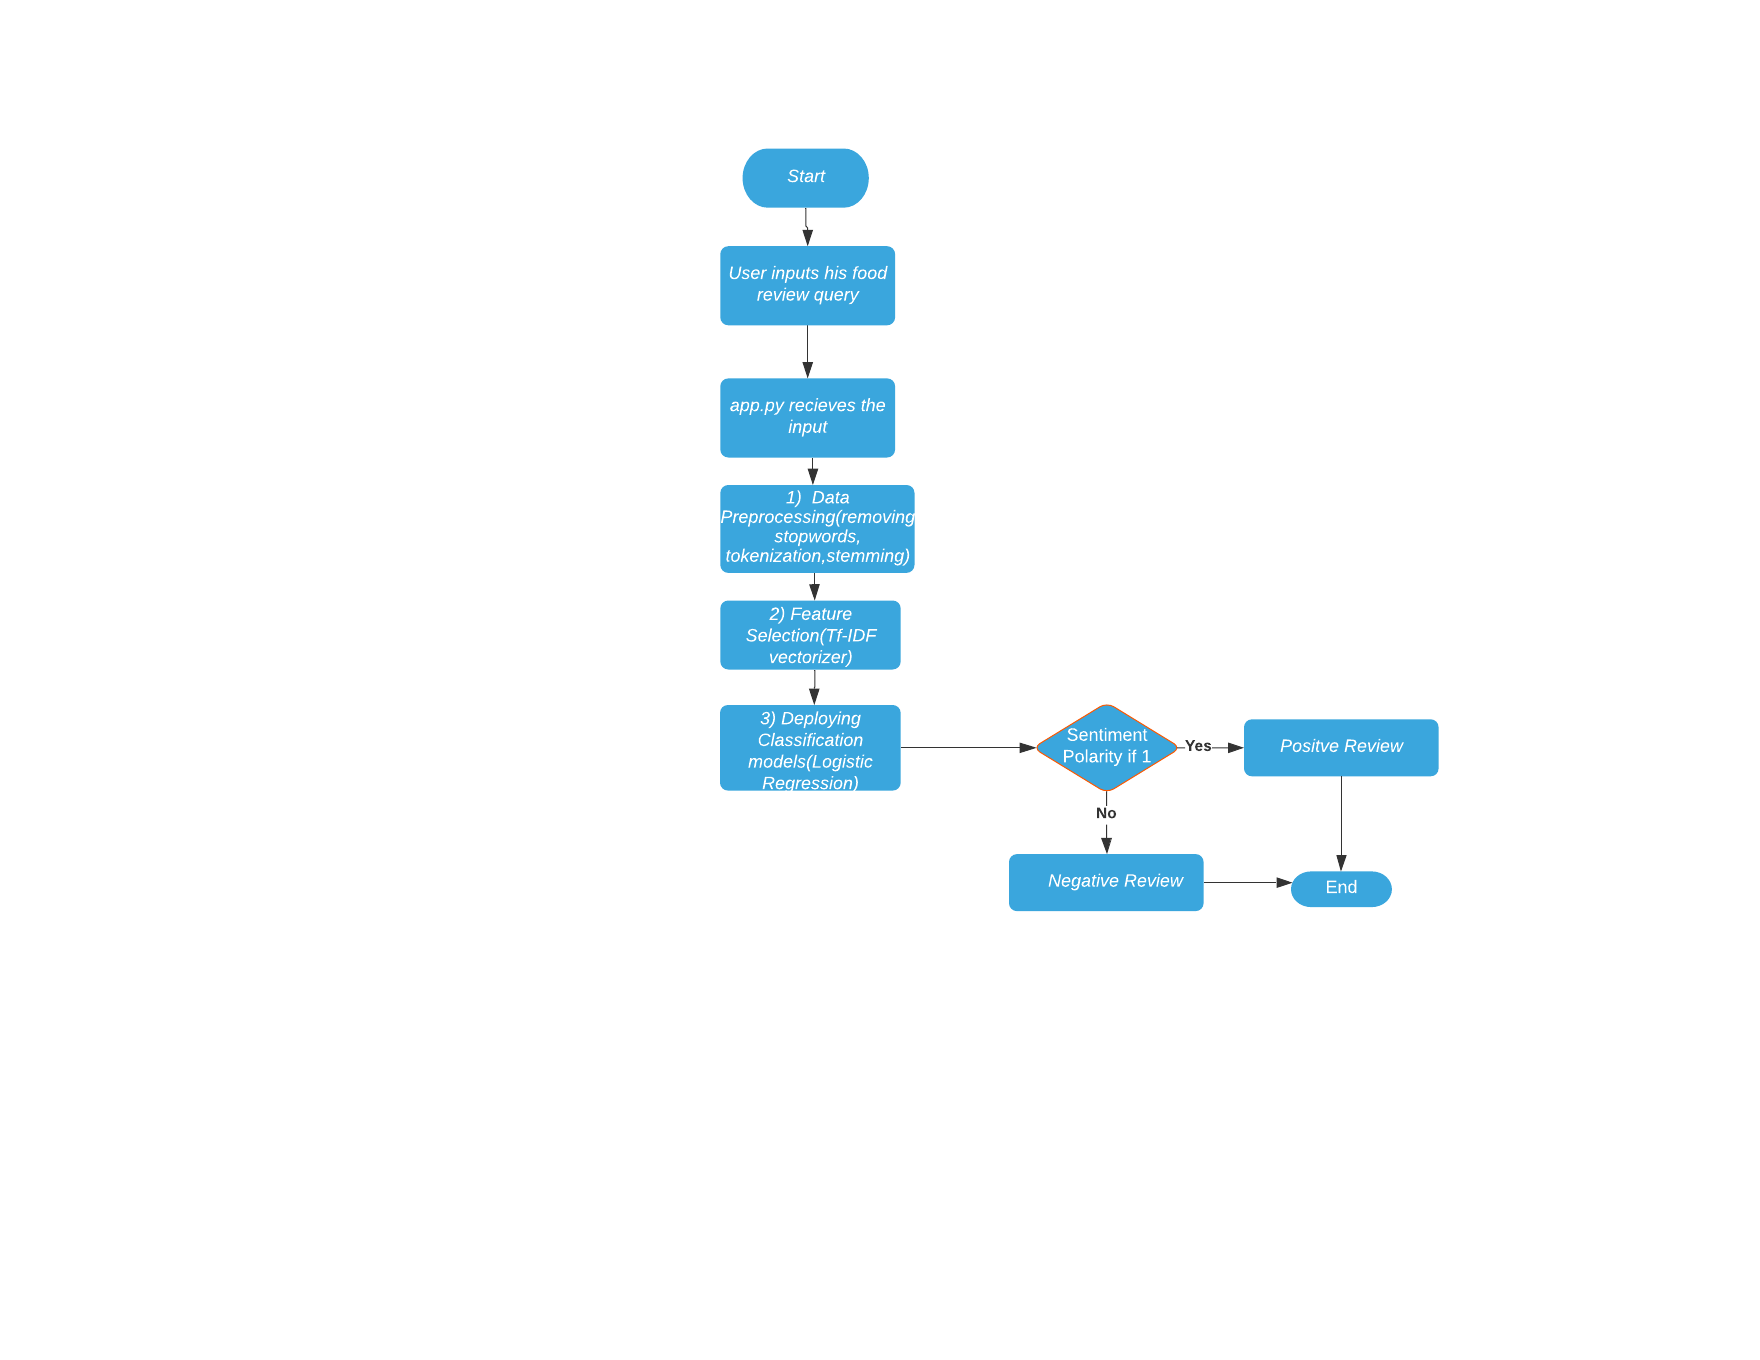 Start
User inputs his food
review query
app.py recieves the
input
1)  Data
Preprocessing(removing
stopwords,
tokenization,stemming)
2) Feature
Selection(Tf-IDF
vectorizer)
3) Deploying
Classification
models(Logistic
Regression)
Sentiment
Polarity if 1
Yes
Positve Review
No
Negative Review
End